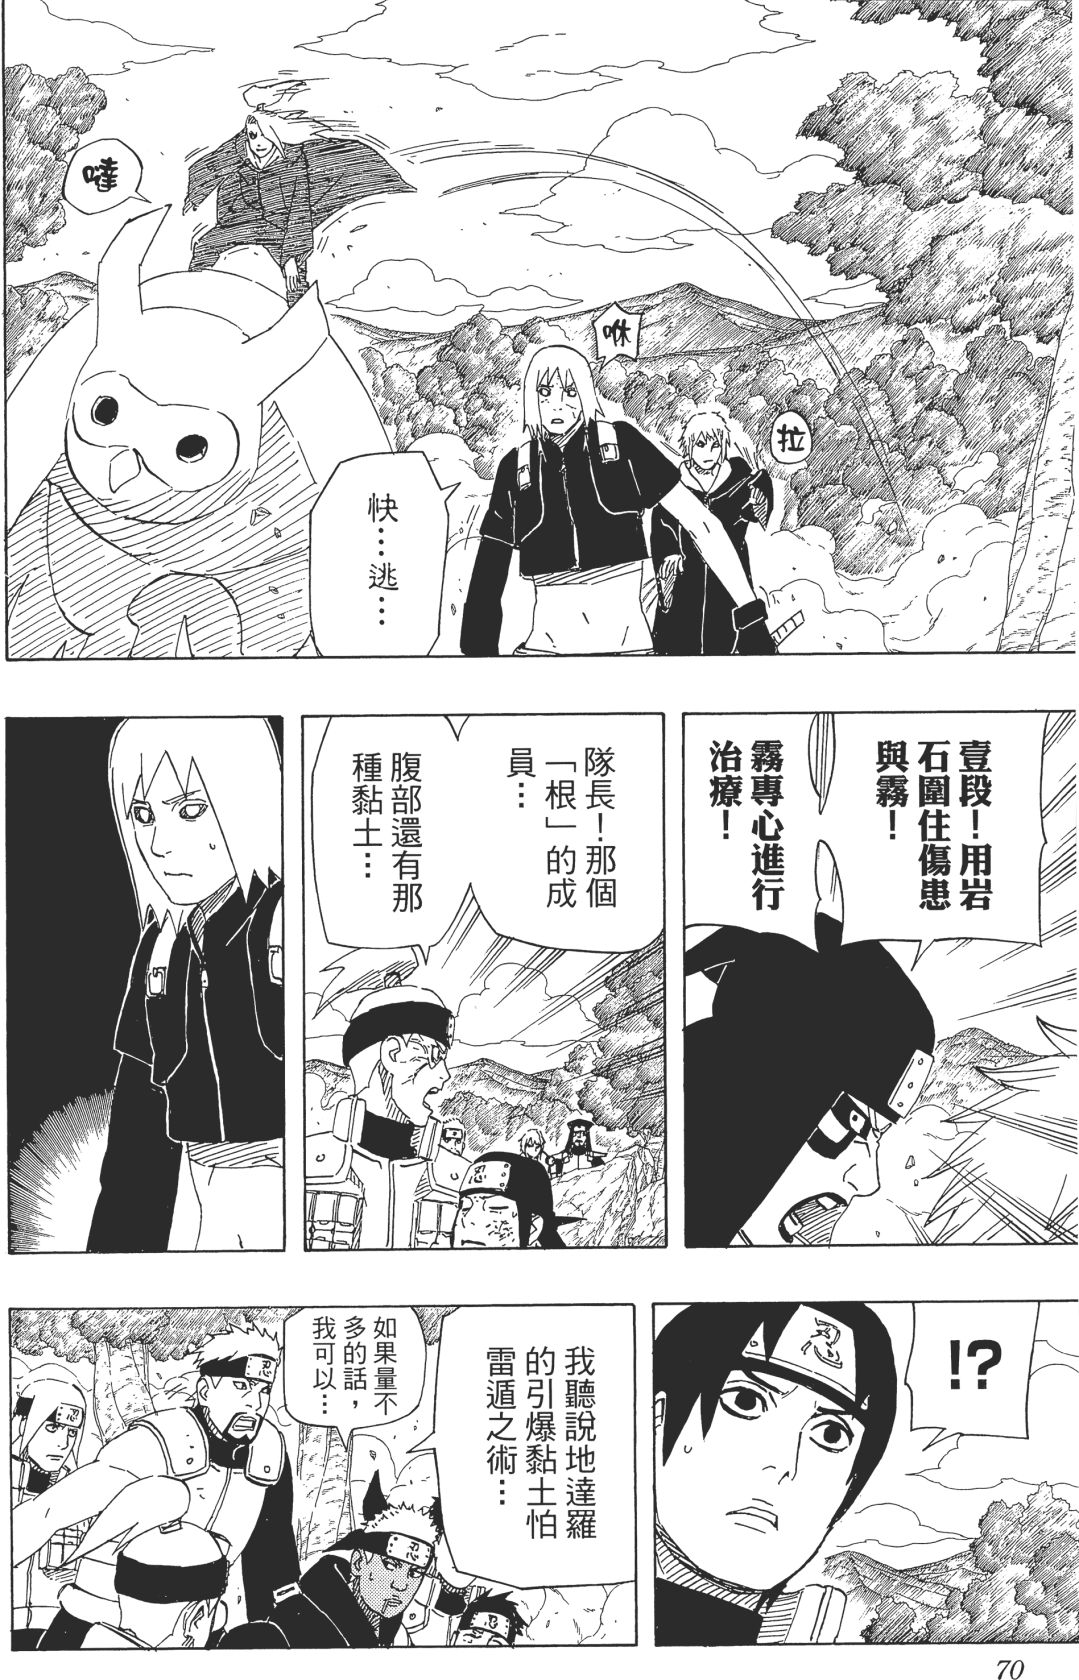 拉
咻
噠
快…逃…
壹段！用岩
石圍住傷患
與霧！
霧專心進行
治療！
隊長！那個
「根」的成
員…
腹部還有那
種黏土…
!?
我聽說地達羅
的引爆黏土怕
雷遁之術…
如果量不
多的話，
我可以…
忍
忍
忍
忍
70